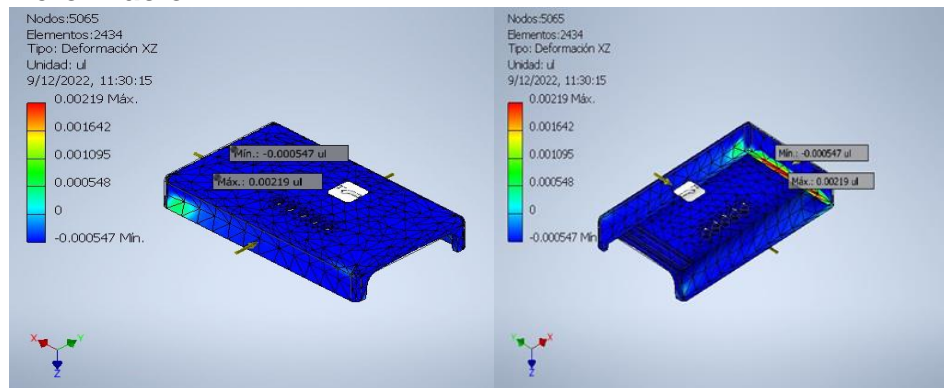 Nodos:5065
Elementos:2434
Tipo: Deformación XZ
Unidad: ul
9/12/2022, 11:30:15
0.00219 Máx.
0.001642
0.001095
0.000548
0
-0.000547 Mín.
Mín.: -0.000547 ul
Máx.: 0.00219 ul
X
Y
Z
Nodos:5065
Elementos:2434
Tipo: Deformación XZ
Unidad: ul
9/12/2022, 11:30:15
0.00219 Máx.
0.001642
0.001095
0.000548
0
-0.000547 Mín
Mín.: -0.000547 ul
Máx.: 0.00219 ul
Y
X
Z